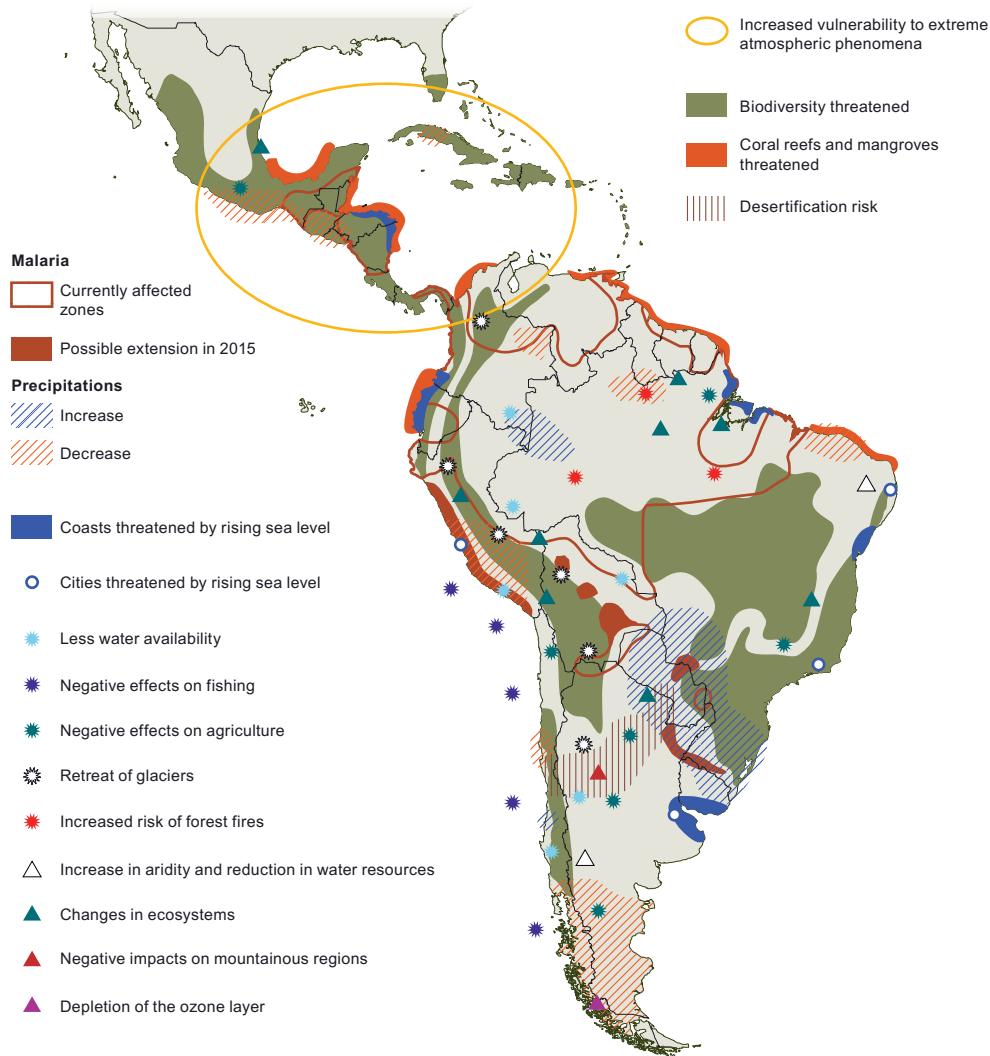 Increased vulnerability to extreme
atmospheric phenomena
Biodiversity threatened
Coral reefs and mangroves
threatened
Desertification risk
Malaria
Currently affected
zones
Possible extension in 2015
Precipitations
Increase
Decrease
Coasts threatened by rising sea level
Cities threatened by rising sea level
Less water availability
Negative effects on fishing
Negative effects on agriculture
Retreat of glaciers
Increased risk of forest fires
Increase in aridity and reduction in water resources
Changes in ecosystems
Negative impacts on mountainous regions
Depletion of the ozone layer